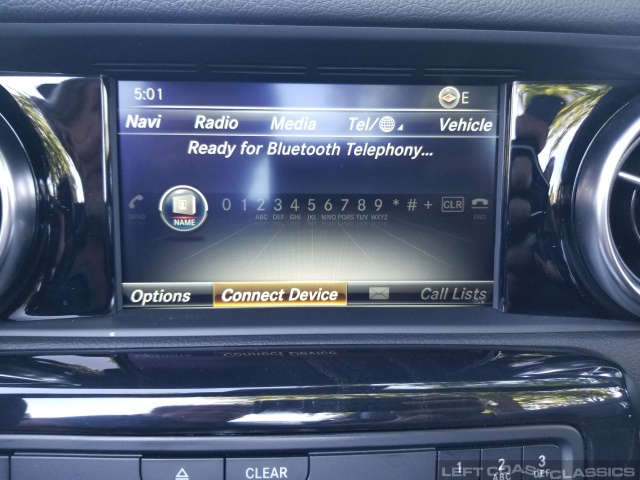 5:01 E
Navi Radio Media Tel/ Vehicle
Ready for Bluetooth Telephony...
SEND NAME 0 1 2 3 4 5 6 7 8 9 * # + CLR END
ABC DEF GHI JKL MNO PQRS TUV WXYZ
Options Connect Device Call Lists
CLEAR 1 2 3
ABC DEF
LEFT COAST CLASSICS